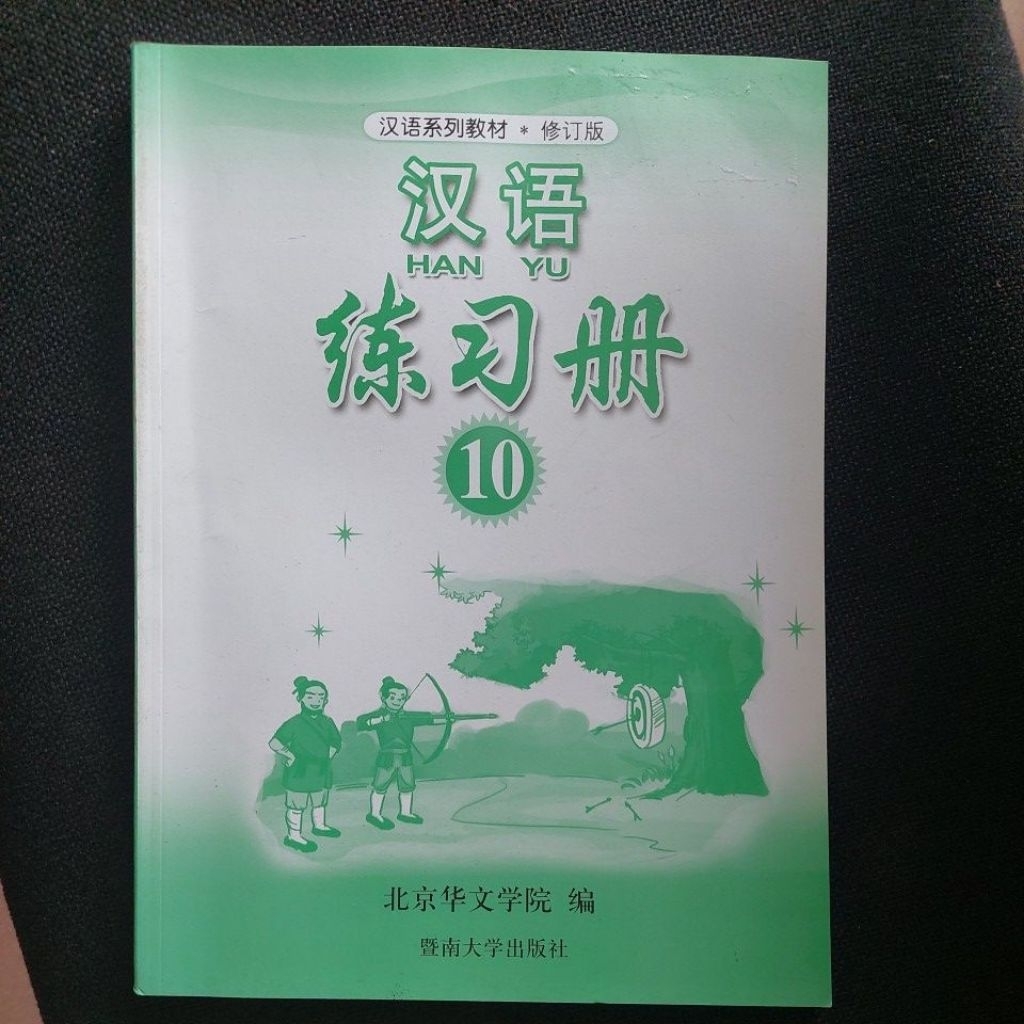 汉语系列教材 * 修订版
汉语
HAN YU
练习册
10
北京华文学院 编
暨南大学出版社